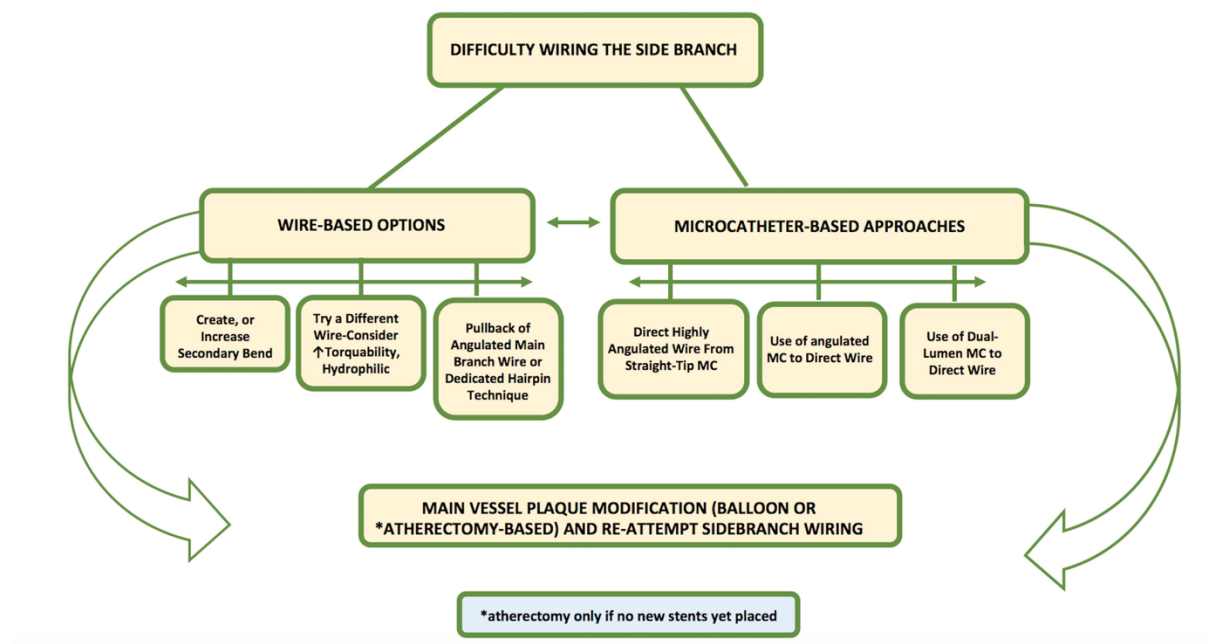 DIFFICULTY WIRING THE SIDE BRANCH
WIRE-BASED OPTIONS
MICROCATHETER-BASED APPROACHES
Create, or
Increase
Secondary Bend
Try a Different
Wire-Consider
↑Torquability,
Hydrophilic
Pullback of
Angulated Main
Branch Wire or
Dedicated Hairpin
Technique
Direct Highly
Angulated Wire From
Straight-Tip MC
Use of angulated
MC to Direct Wire
Use of Dual-
Lumen MC to
Direct Wire
MAIN VESSEL PLAQUE MODIFICATION (BALLOON OR
*ATHERECTOMY-BASED) AND RE-ATTEMPT SIDEBRANCH WIRING
*atherectomy only if no new stents yet placed